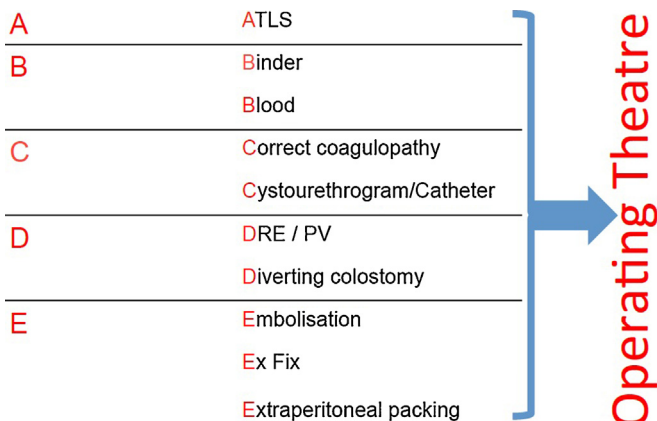 A ATLS
B Binder
Blood
C Correct coagulopathy
Cystourethrogram/Catheter
D DRE / PV
Diverting colostomy
E Embolisation
Ex Fix
Extraperitoneal packing
Operating Theatre